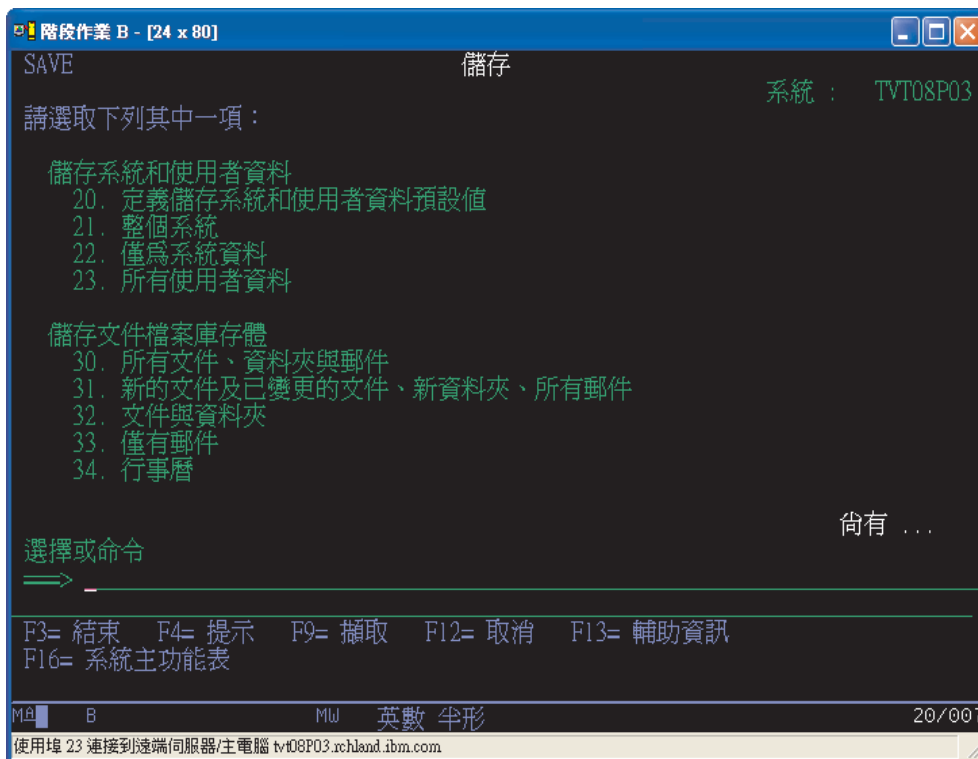 階段作業 B - [24 x 80]
SAVE 儲存
系統 : TVT08P03
請選取下列其中一項：
儲存系統和使用者資料
20. 定義儲存系統和使用者資料預設值
21. 整個系統
22. 僅為系統資料
23. 所有使用者資料
儲存文件檔案庫存體
30. 所有文件、資料夾與郵件
31. 新的文件及已變更的文件、新資料夾、所有郵件
32. 文件與資料夾
33. 僅有郵件
34. 行事曆
尚有 ...
選擇或命令
===>
F3= 結束 F4= 提示 F9= 擷取 F12= 取消 F13= 輔助資訊
F16= 系統主功能表
MA B MW 英數 半形 20/007
使用埠 23 連接到遠端伺服器/主電腦 tvt08P03.rchland.ibm.com